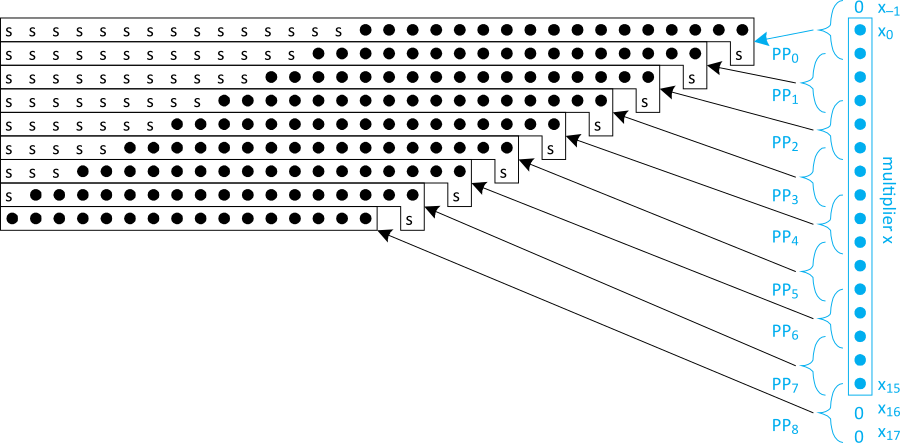 0 x₋₁
s s s s s s s s s s s s s s s x₀
s s s s s s s s s s s s s s PP₀
s s s s s s s s s s s s
PP₁
s s s s s s s s s s
s s s s s s s s
PP₂
s s s s s s
s s s s
multiplier x
s s PP₃
s
PP₄
PP₅
PP₆
PP₇ x₁₅
0 x₁₆
PP₈
0 x₁₇